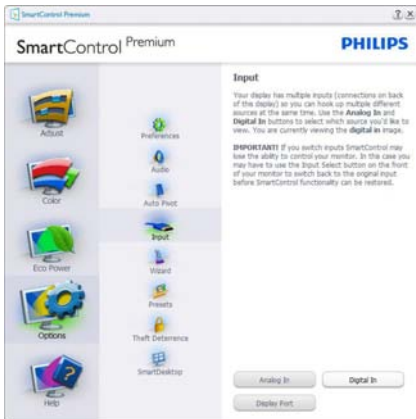 SmartControl Premium
SmartControl Premium
PHILIPS
Adjust
Color
Eco Power
Options
Help
Preferences
Audio
Auto Pivot
Input
Wizard
Presets
Theft Deterrence
SmartDesktop
Input
Your display has multiple inputs (connections on back
of this display) so you can hook up multiple different
sources at the same time. Use the Analog In and
Digital In buttons to select which source you'd like to
view. You are currently viewing the digital in image.
IMPORTANT! If you switch inputs SmartControl may
lose the ability to control your monitor. In the case you
may have to use the Input Select button on the front
of your monitor to switch back to the original input
before SmartControl functionality can be restored.
Analog In
Digital In
Display Port